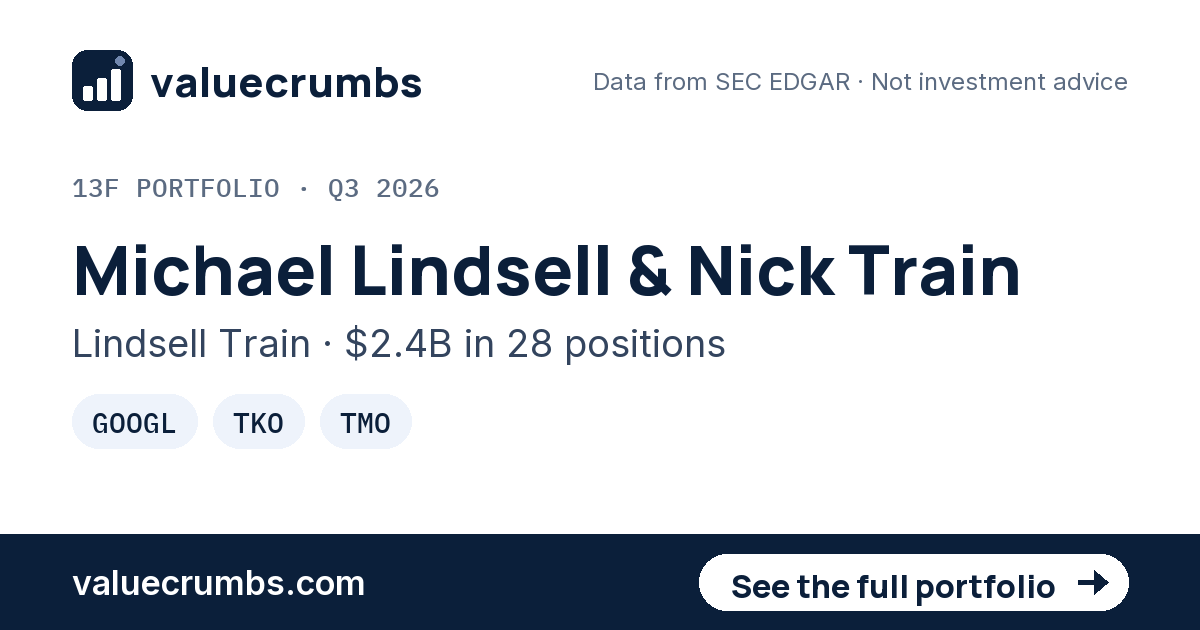 valuecrumbs
Data from SEC EDGAR · Not investment advice
13F PORTFOLIO · Q3 2026
Michael Lindsell & Nick Train
Lindsell Train · $2.4B in 28 positions
GOOGL TKO TMO
valuecrumbs.com
See the full portfolio →